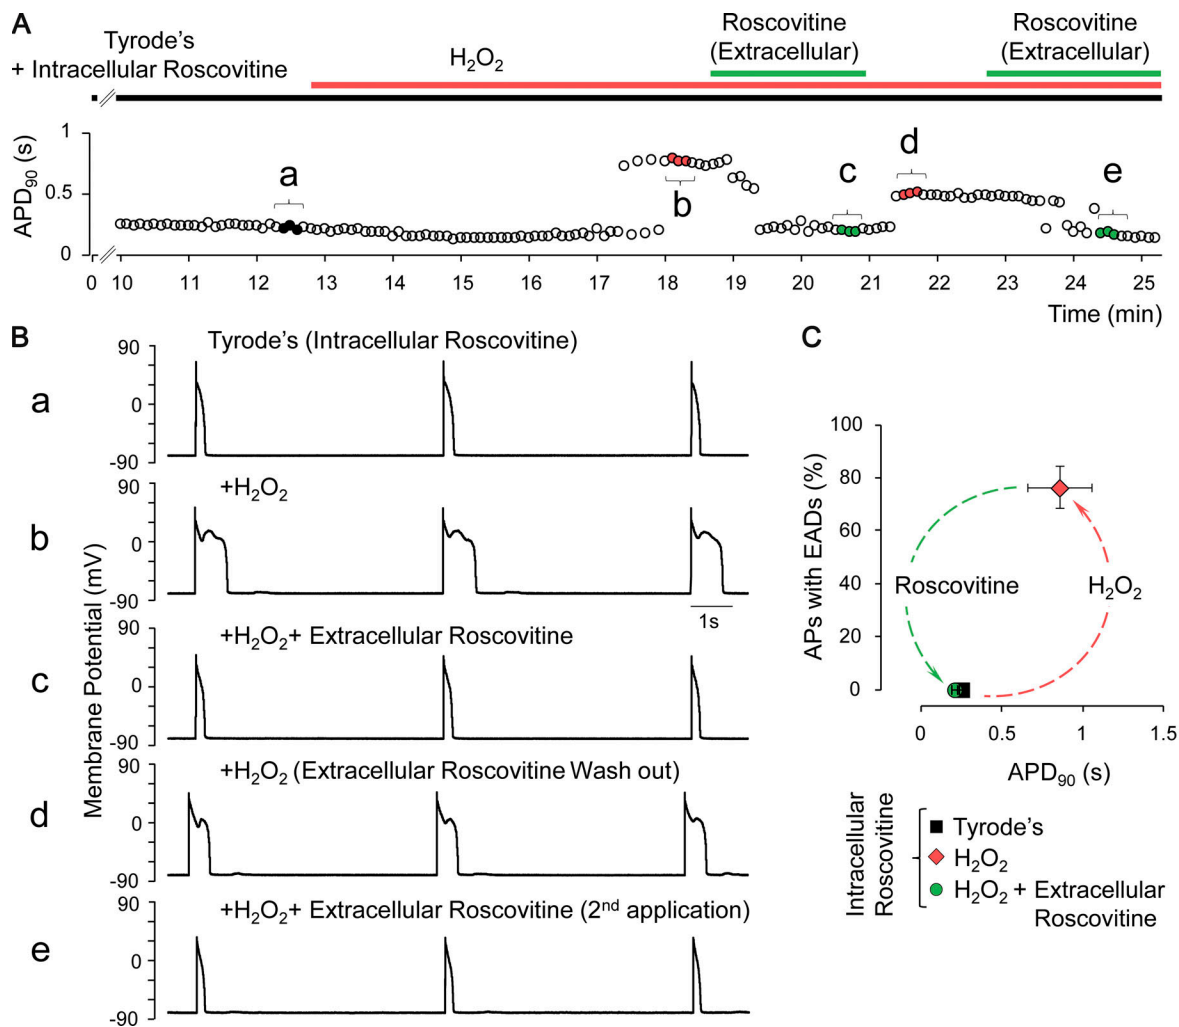 A
Tyrode’s
+ Intracellular Roscovitine
H₂O₂
Roscovitine
(Extracellular)
Roscovitine
(Extracellular)
APD₉₀ (s)
1
0.5
0
a
b
c
d
e
0 10 11 12 13 14 15 16 17 18 19 20 21 22 23 24 25
Time (min)
B
Membrane Potential (mV)
Tyrode’s (Intracellular Roscovitine)
a
90
0
-90
+H₂O₂
b
90
0
-90
1s
+H₂O₂+ Extracellular Roscovitine
c
90
0
-90
+H₂O₂ (Extracellular Roscovitine Wash out)
d
90
0
-90
+H₂O₂+ Extracellular Roscovitine (2ⁿᵈ application)
e
90
0
-90
C
APs with EADs (%)
100
80
60
40
20
0
Roscovitine
H₂O₂
0 0.5 1 1.5
APD₉₀ (s)
Intracellular
Roscovitine
Tyrode’s
H₂O₂
H₂O₂ + Extracellular
Roscovitine